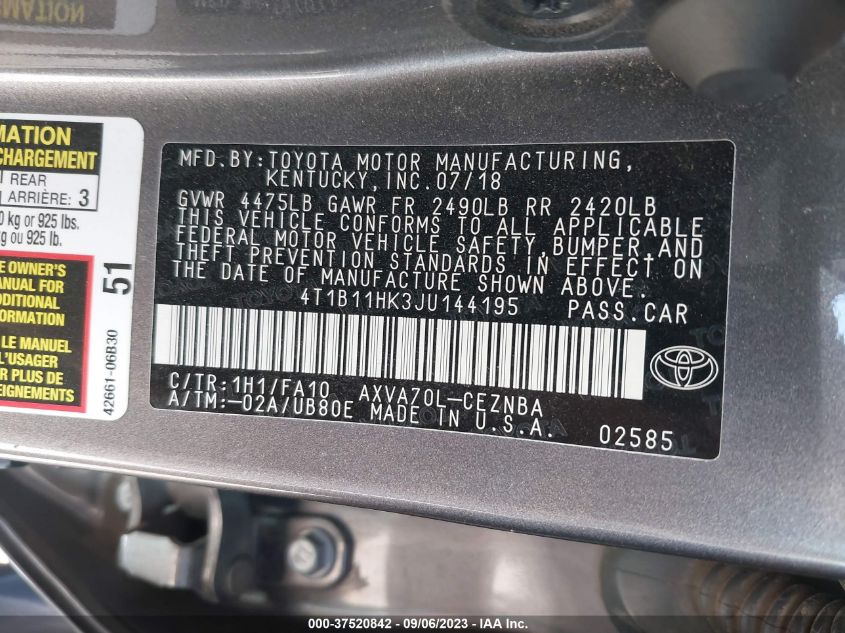 MATION
MATION
CHARGEMENT
REAR
ARRIÈRE: 3
kg or 925 lbs.
kg ou 925 lb.
E OWNER'S
ANUAL FOR
DDITIONAL
FORMATION
LE MANUEL
L'USAGER
R PLUS DE
51
42661-06B30
MFD.BY:TOYOTA MOTOR MANUFACTURING,
KENTUCKY,INC.07/18
GVWR 4475LB GAWR FR 2490LB RR 2420LB
THIS VEHICLE CONFORMS TO ALL APPLICABLE
FEDERAL MOTOR VEHICLE SAFETY,BUMPER,AND
THEFT PREVENTION STANDARDS IN EFFECT ON
THE DATE OF MANUFACTURE SHOWN ABOVE.
4T1B11HK3JU144195 PASS.CAR
C/TR:1H1/FA10 AXVA70L-CEZNBA
A/TM:-02A/UB80E MADE IN U.S.A.
02585
000-37520842 - 09/06/2023 - IAA Inc.